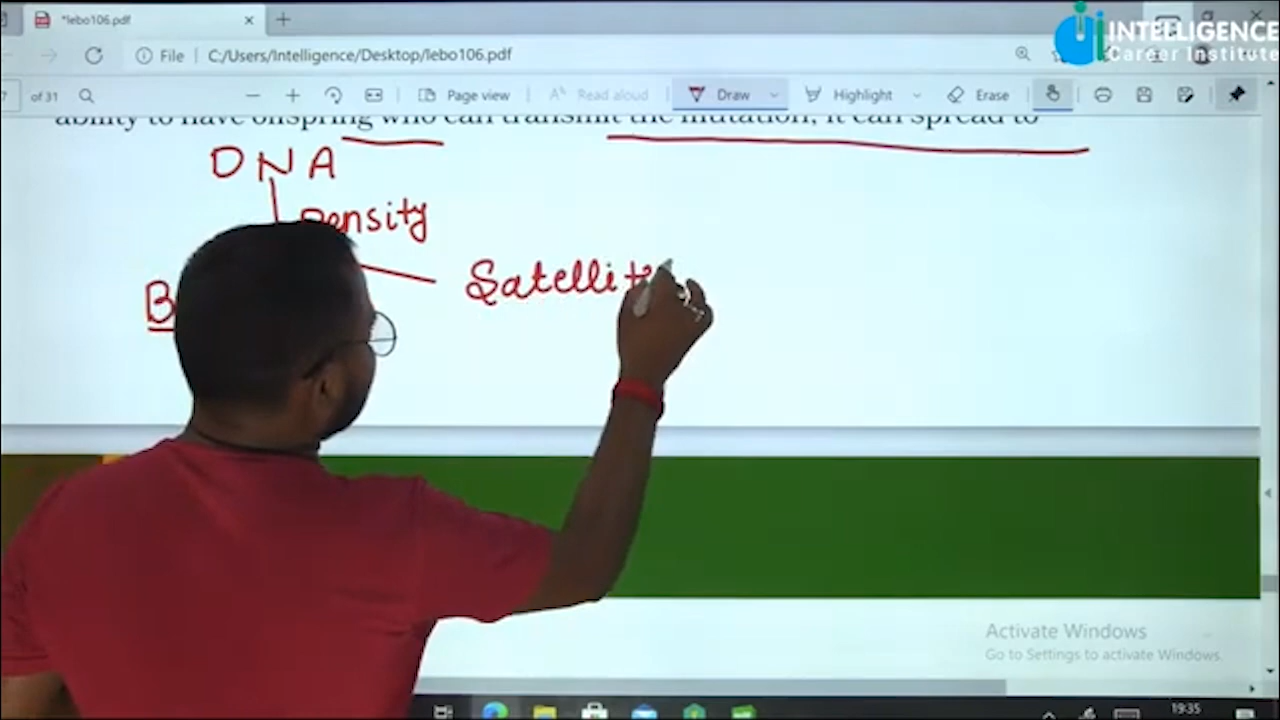 *lebo106.pdf
INTELLIGENCE
Career Institute
File C:/Users/Intelligence/Desktop/lebo106.pdf
7 of 31 Page view Read aloud Draw Highlight Erase
ability to have offspring who can transmit the mutation, it can spread to
DNA
Density
Satellit
B
Activate Windows
Go to Settings to activate Windows.
19:35